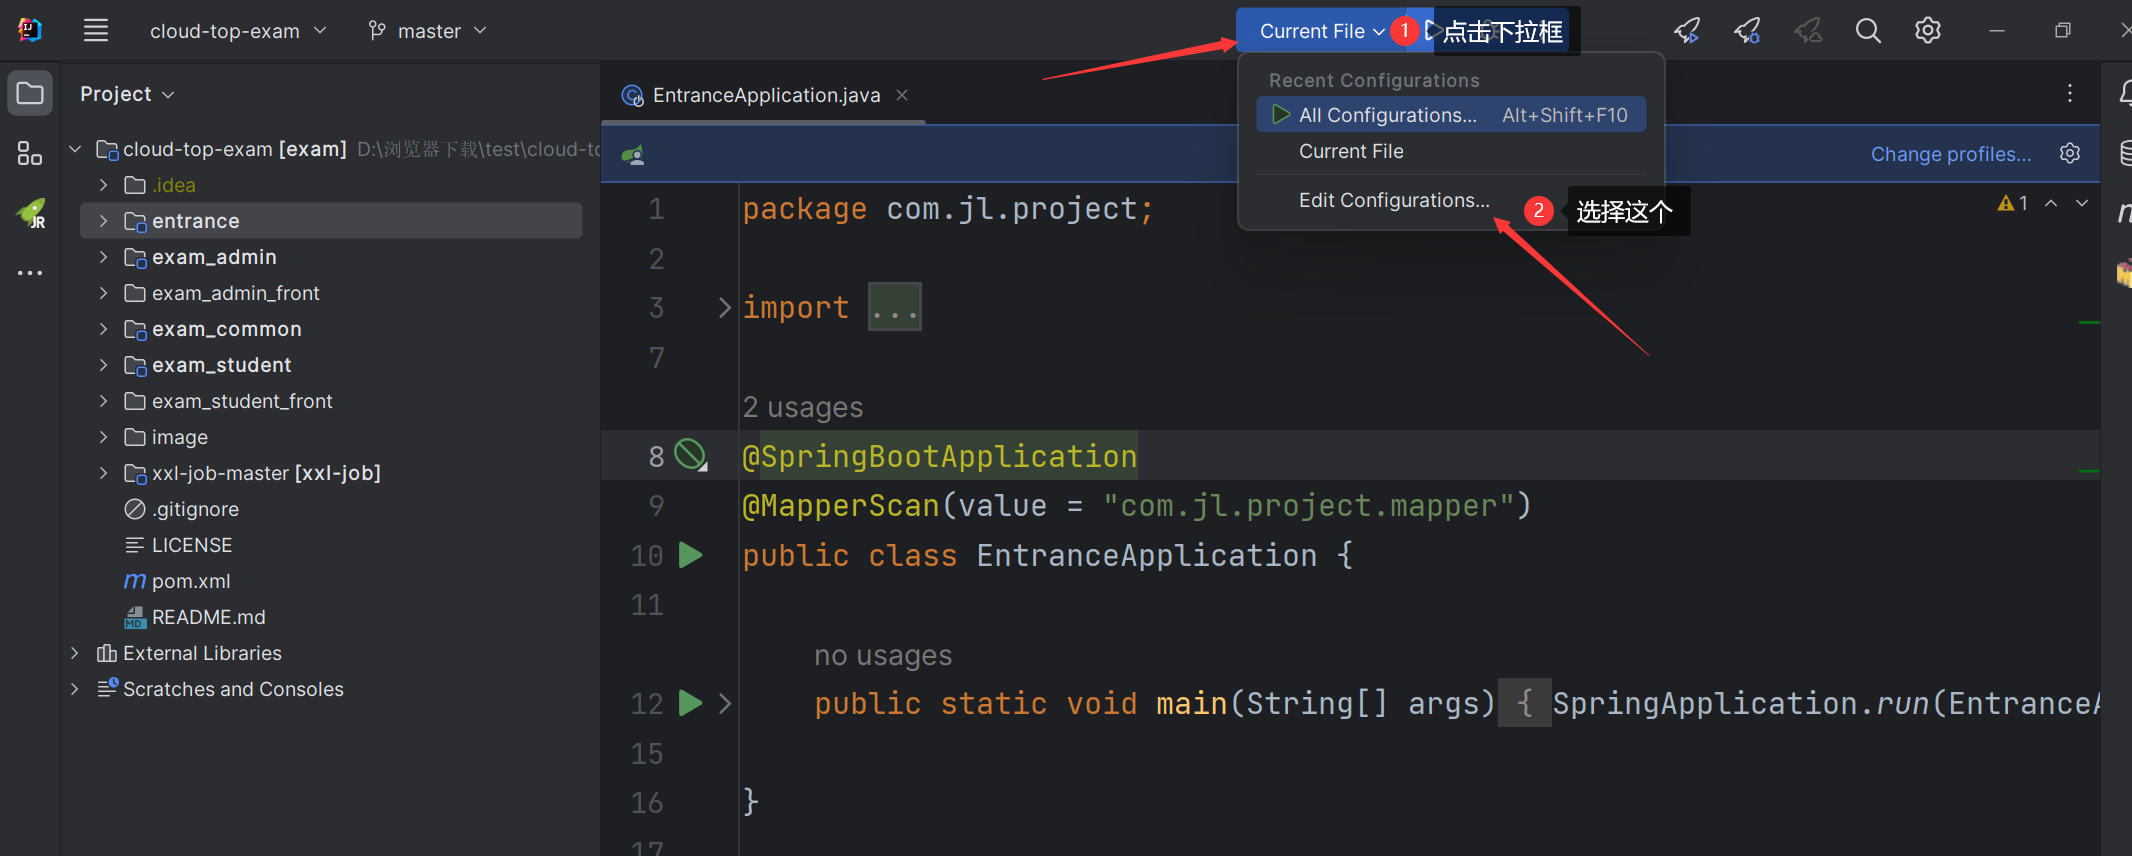 cloud-top-exam
master
Current File
1
点击下拉框
Project
EntranceApplication.java
Recent Configurations
All Configurations... Alt+Shift+F10
Current File
Edit Configurations...
2
选择这个
Change profiles...
1
cloud-top-exam [exam] D:\浏览器下载\test\cloud-to
.idea
entrance
exam_admin
exam_admin_front
exam_common
exam_student
exam_student_front
image
xxl-job-master [xxl-job]
.gitignore
LICENSE
pom.xml
README.md
External Libraries
Scratches and Consoles
1 package com.jl.project;
2
3 import ...
7
2 usages
8 @SpringBootApplication
9 @MapperScan(value = "com.jl.project.mapper")
10 public class EntranceApplication {
11
no usages
12 public static void main(String[] args) { SpringApplication.run(EntranceA
15
16 }
17